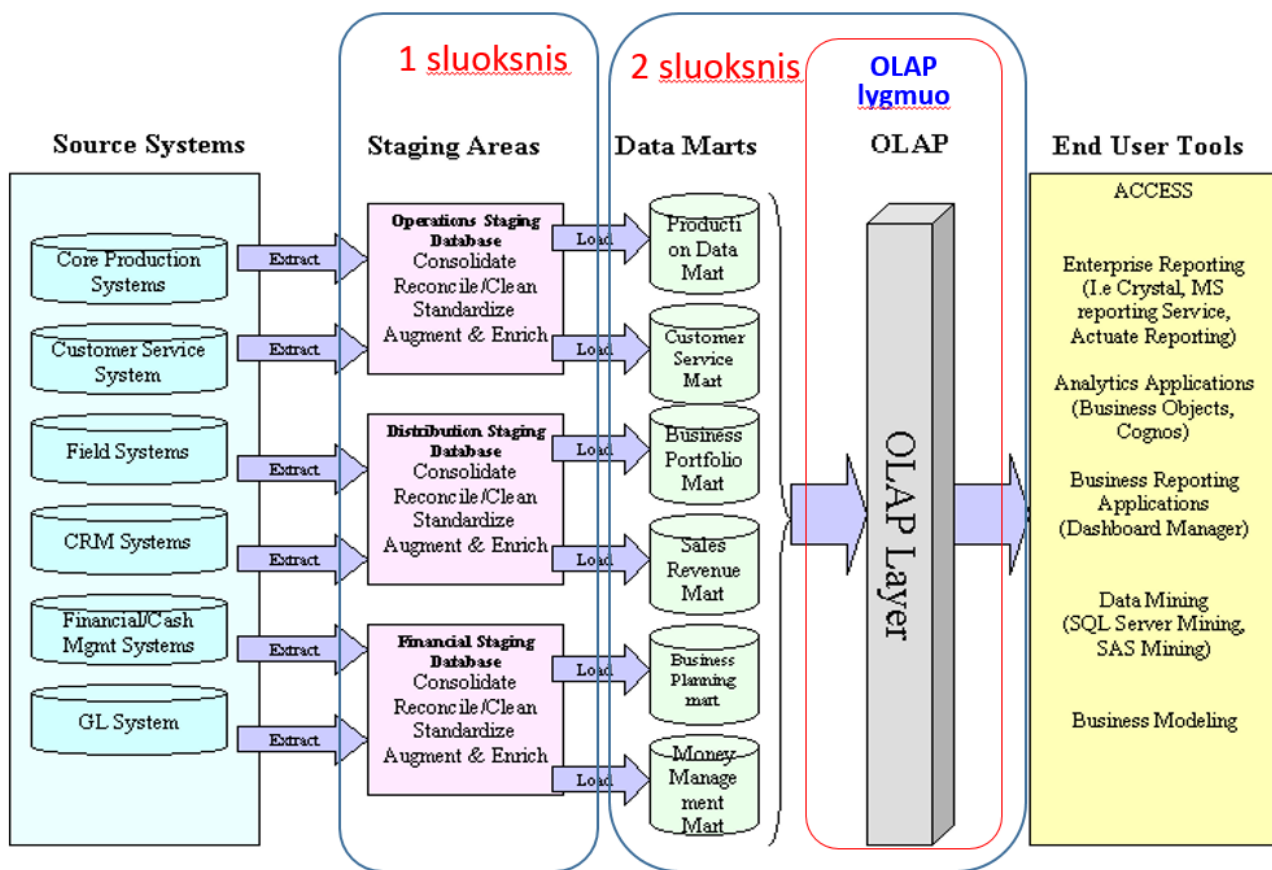 1 sluoksnis
2 sluoksnis
OLAP
lygmuo
Source Systems
Staging Areas
Data Marts
OLAP
End User Tools
Core Production
Systems
Customer Service
System
Field Systems
CRM Systems
Financial/Cash
Mgmt Systems
GL System
Extract
Extract
Extract
Extract
Extract
Extract
Operations Staging
Database
Consolidate
Reconcile/Clean
Standardize
Augment & Enrich
Distribution Staging
Database
Consolidate
Reconcile/Clean
Standardize
Augment & Enrich
Financial Staging
Database
Consolidate
Reconcile/Clean
Standardize
Augment & Enrich
Load
Load
Load
Load
Load
Load
Producti
on Data
Mart
Customer
Service
Mart
Business
Portfolio
Mart
Sales
Revenue
Mart
Business
Planning
mart
Money
Manage
ment
Mart
OLAP Layer
ACCESS
Enterprise Reporting
(I.e Crystal, MS
reporting Service,
Actuate Reporting)
Analytics Applications
(Business Objects,
Cognos)
Business Reporting
Applications
(Dashboard Manager)
Data Mining
(SQL Server Mining,
SAS Mining)
Business Modeling